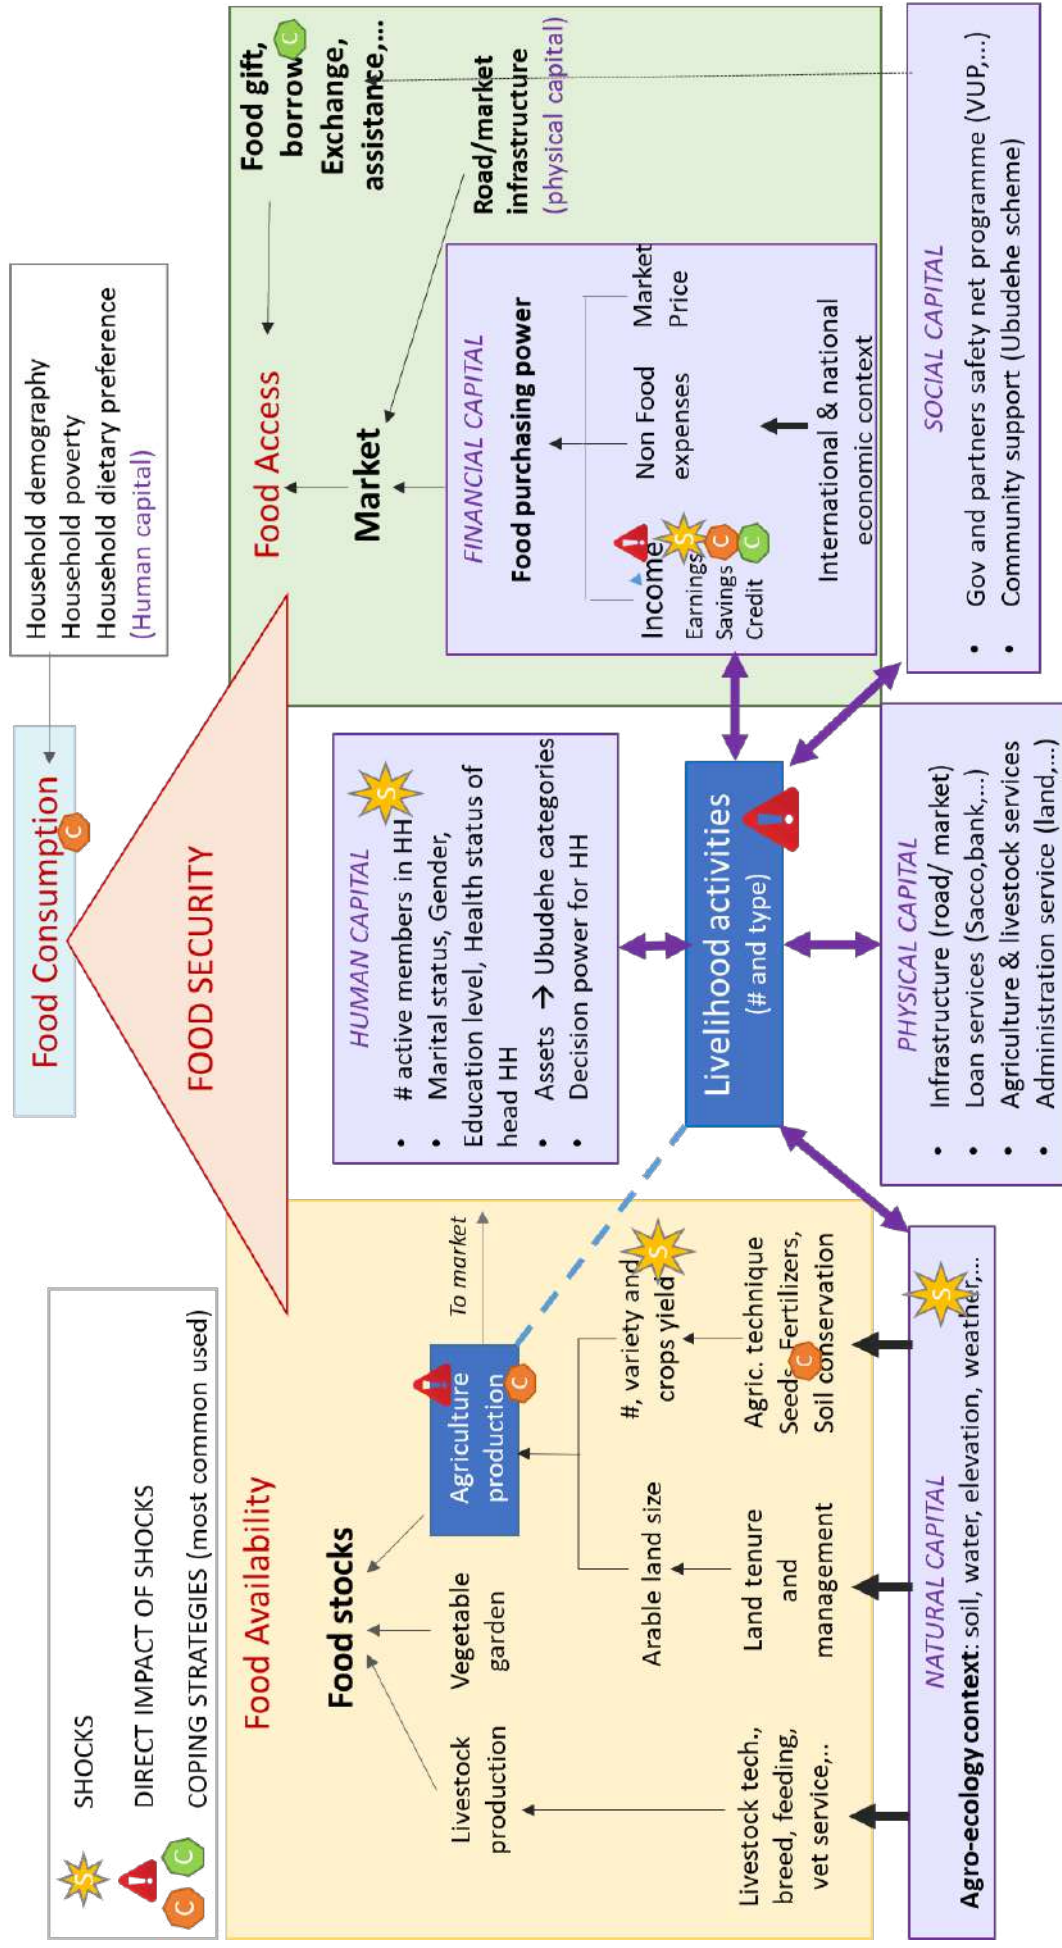 SHOCKS
DIRECT IMPACT OF SHOCKS
COPING STRATEGIES (most common used)
S
C
C
Food Consumption
C
Household demography
Household poverty
Household dietary preference
(Human capital)
FOOD SECURITY
Food Availability
Food stocks
Livestock
production
Vegetable
garden
Agriculture
production
C
To market
Arable land size
#, variety and
crops yield
S
Livestock tech.,
breed, feeding,
vet service,..
Land tenure
and
management
Agric. technique
Seeds, Fertilizers,
Soil conservation
C
NATURAL CAPITAL
S
Agro-ecology context: soil, water, elevation, weather,...
HUMAN CAPITAL
S
• # active members in HH
• Marital status, Gender,
Education level, Health status of
head HH
• Assets → Ubudehe categories
• Decision power for HH
Livelihood activities
(# and type)
PHYSICAL CAPITAL
• Infrastructure (road/ market)
• Loan services (Sacco,bank,...)
• Agriculture & livestock services
• Administration service (land,...)
Food Access
Market
Food gift,
borrow
C
Exchange,
assistance,...
Road/market
infrastructure
(physical capital)
FINANCIAL CAPITAL
Food purchasing power
Income
Earnings
Savings
Credit
S
C
C
Non Food
expenses
Market
Price
International & national
economic context
SOCIAL CAPITAL
• Gov and partners safety net programme (VUP,...)
• Community support (Ubudehe scheme)